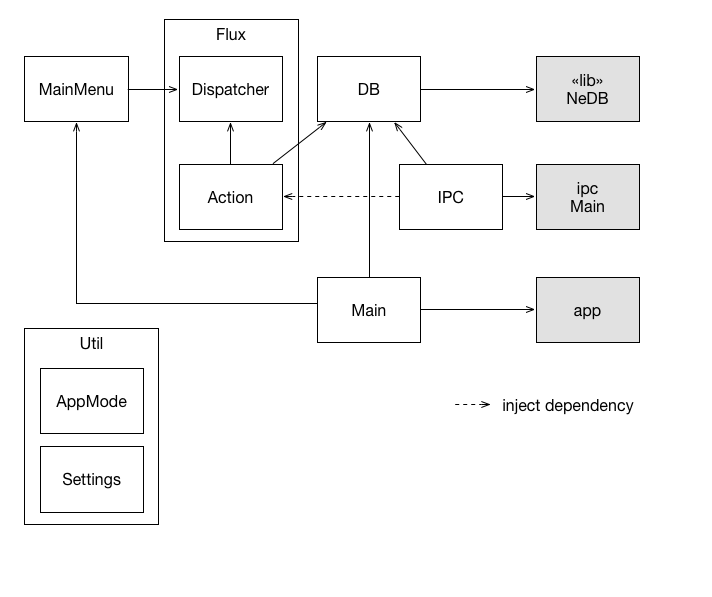 Flux
MainMenu
Dispatcher
DB
«lib»
NeDB
Action
IPC
ipc
Main
Main
app
Util
AppMode
Settings
inject dependency